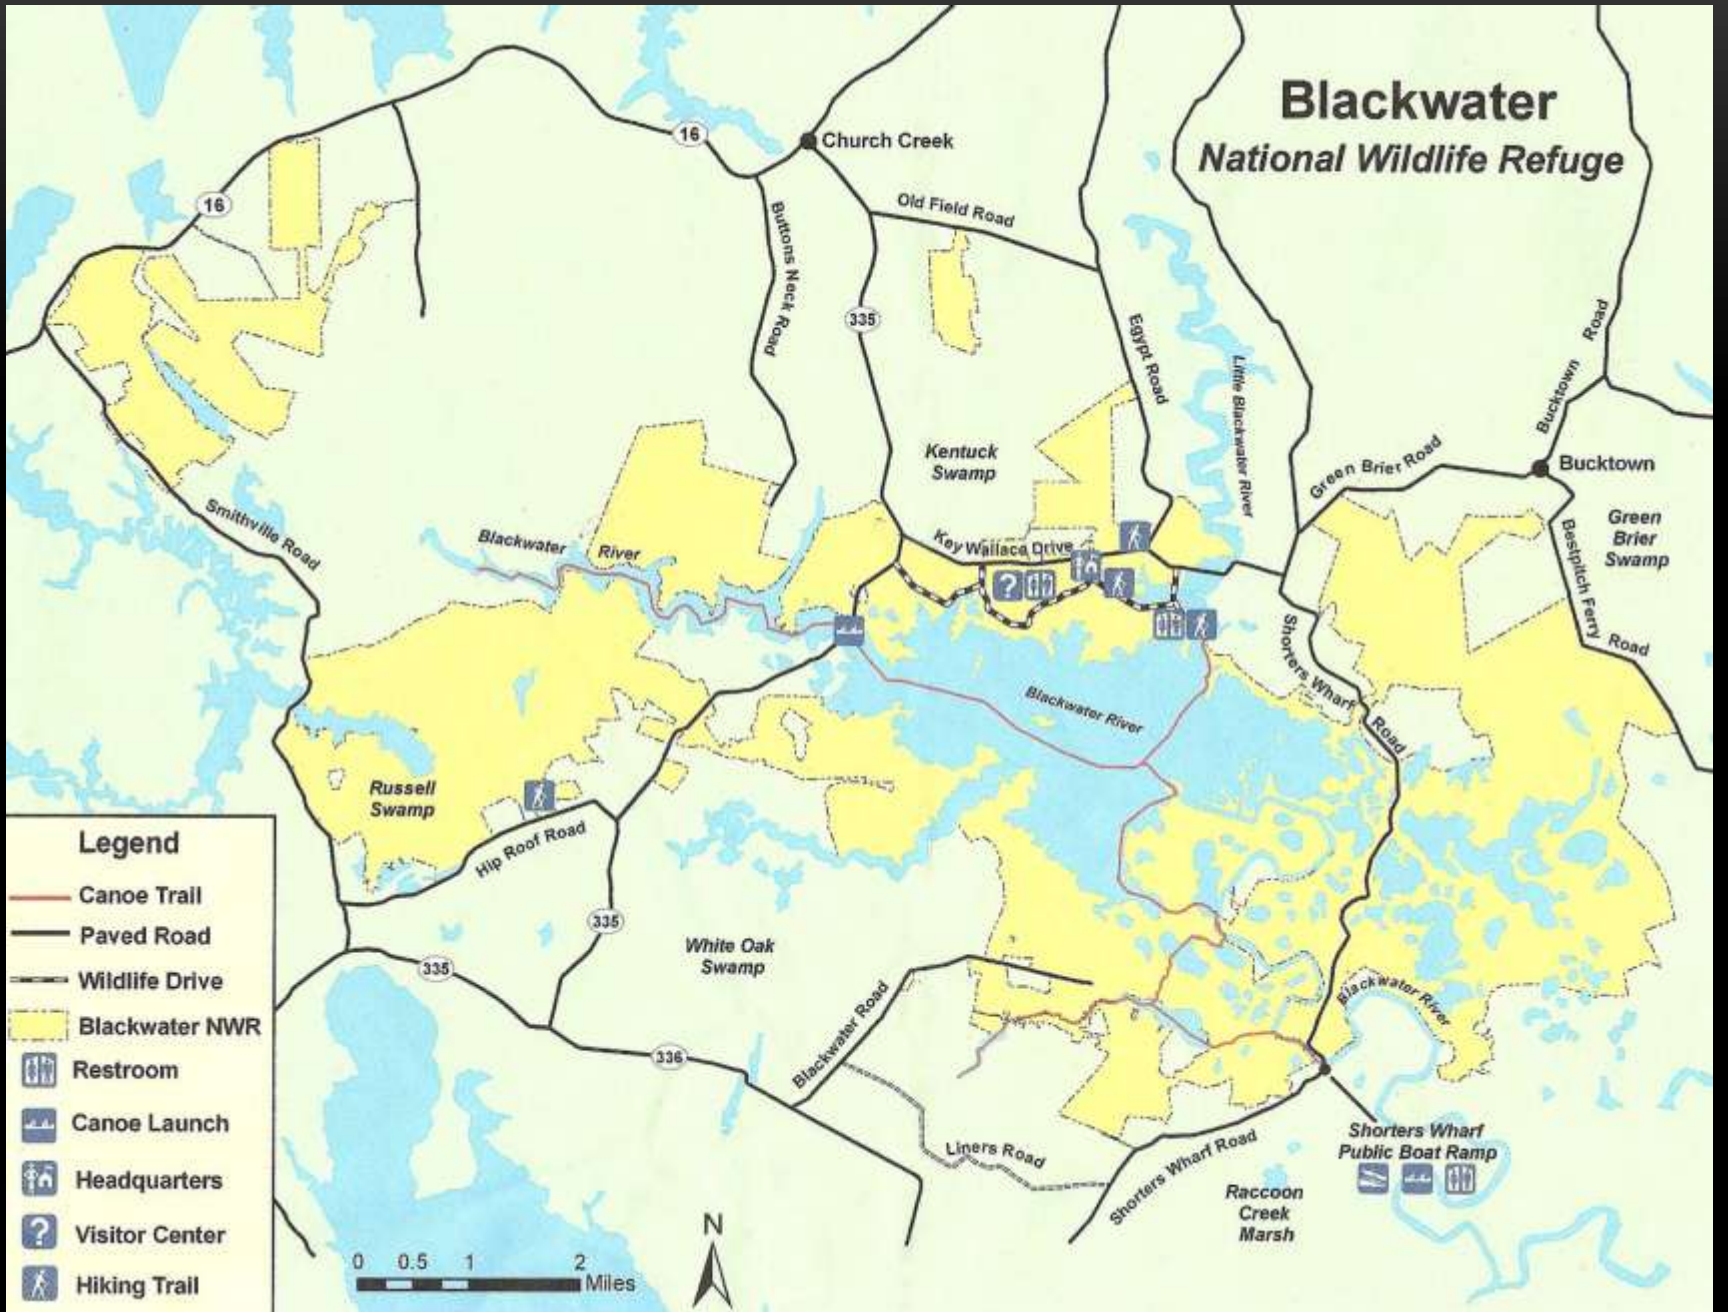 Blackwater
National Wildlife Refuge
16
Church Creek
16
Old Field Road
Buttons Neck Road
335
Egypt Road
Little Blackwater River
Bucktown Road
Kentuck
Swamp
Green Brier Road
Bucktown
Green
Brier
Swamp
Smithville Road
Blackwater River
Key Wallace Drive
?
Bestpitch Ferry Road
Shorters Wharf Road
Blackwater River
Russell
Swamp
Hip Roof Road
335
White Oak
Swamp
335
Blackwater Road
Blackwater River
336
Liners Road
Shorters Wharf Road
Shorters Wharf
Public Boat Ramp
Raccoon
Creek
Marsh
Legend
Canoe Trail
Paved Road
Wildlife Drive
Blackwater NWR
Restroom
Canoe Launch
Headquarters
?
Visitor Center
Hiking Trail
0 0.5 1 2
Miles
N